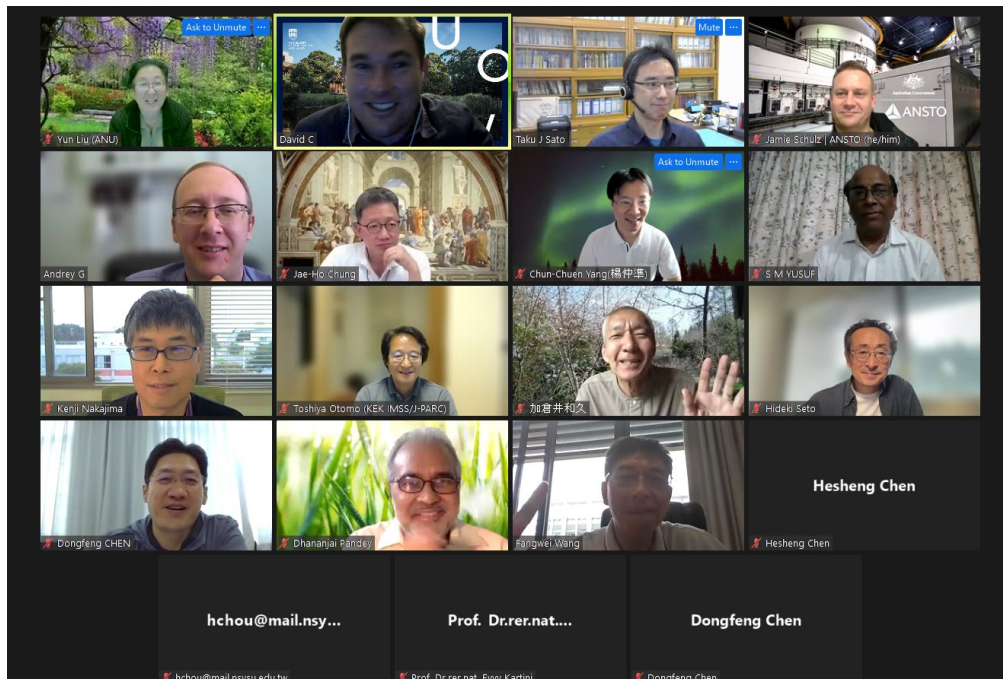 Ask to Unmute ...
Yun Liu (ANU)
U
O
David C
Mute ...
Taku J Sato
Australian Government
ANSTO
Jamie Schulz | ANSTO (he/him)
Andrey G
Jae-Ho Chung
Ask to Unmute ...
Chun-Chuen Yang(楊仲準)
S M YUSUF
Kenji Nakajima
Toshiya Otomo (KEK IMSS/J-PARC)
加倉井和久
Hideki Seto
Dongfeng CHEN
Dhananjai Pandey
Fangwei Wang
Hesheng Chen
Hesheng Chen
hchou@mail.nsy...
hchou@mail.nsysu.edu.tw
Prof. Dr.rer.nat....
Prof. Dr.rer.nat. Evvy Kartini
Dongfeng Chen
Dongfeng Chen